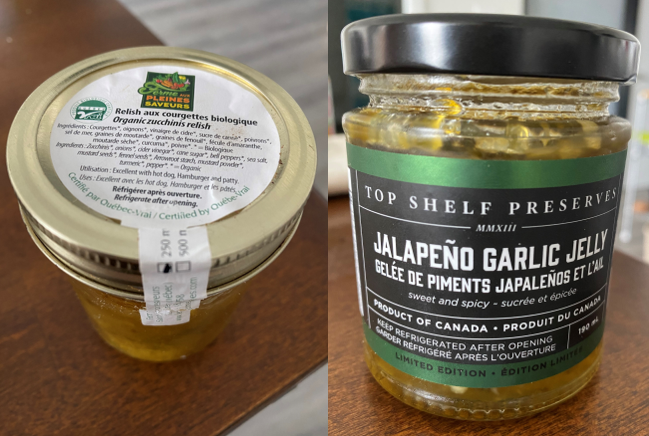 Ferme aux
PLEINES
SAVEURS
Relish aux courgettes biologique
Organic zucchinis relish
Ingrédients : Courgettes*, oignons*, vinaigre de cidre*, sucre de canne*, poivrons*,
sel de mer, graines de moutarde*, graines de fenouil*, fécule d'amarante,
moutarde sèche*, curcuma*, poivre*. * = Biologique
Ingredients : Zucchinis*, onions*, cider vinegar*, cane sugar*, bell peppers*, sea salt,
mustard seeds*, fennel seeds*, Arrowroot starch, mustard powder*,
turmeric*, pepper*. * = Organic
Utilisation : Excellent with hot dog, Hamburger and patty.
Uses : Excellent avec les hot dog, Hamburger et les pâtés.
Réfrigérer après ouverture.
Refrigerate after opening.
Certifié par Québec-Vrai / Certified by Québec-Vrai
250 m
500 m
TOP SHELF PRESERVES
MMXIII
JALAPEÑO GARLIC JELLY
GELÉE DE PIMENTS JAPALEÑOS ET L'AIL
sweet and spicy - sucrée et épicée
PRODUCT OF CANADA • PRODUIT DU CANADA
KEEP REFRIGERATED AFTER OPENING
GARDER RÉFRIGÉRÉ APRÈS L'OUVERTURE
190 mL
LIMITED EDITION • ÉDITION LIMITÉE